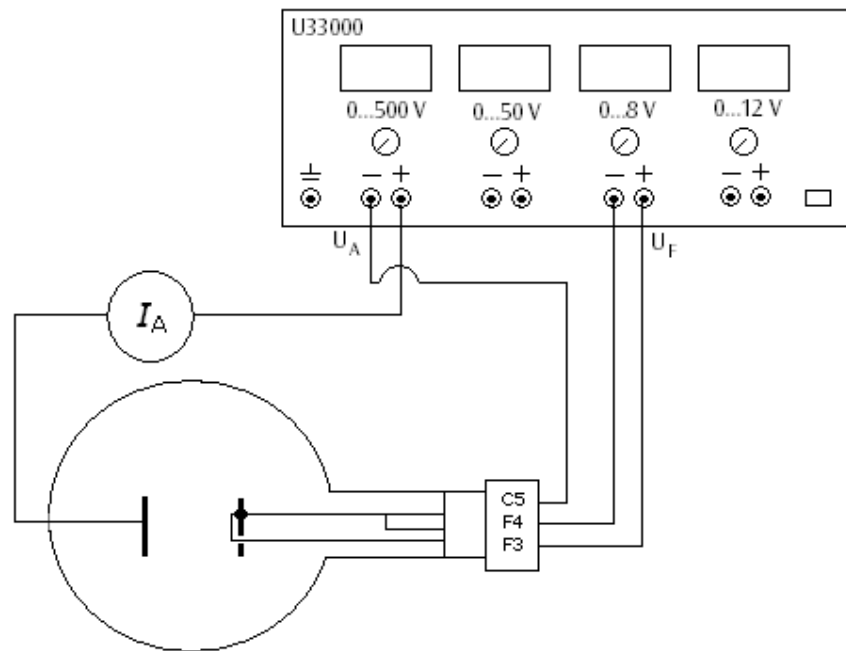 U33000
0...500 V 0...50 V 0...8 V 0...12 V
− + − + − + − +
U_A U_F
I_A
C5
F4
F3